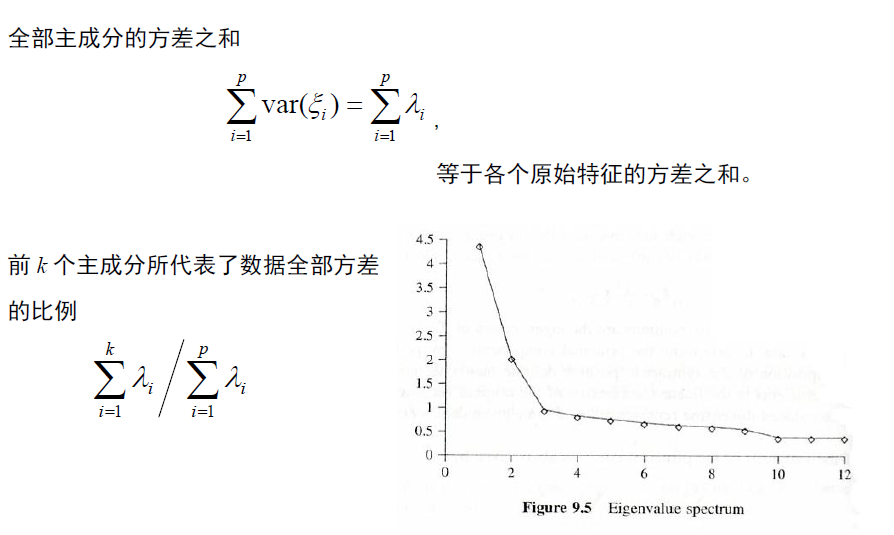 全部主成分的方差之和
\sum_{i=1}^{p} var(ξ_i) = \sum_{i=1}^{p} λ_i ,
等于各个原始特征的方差之和。
前 k 个主成分所代表了数据全部方差
的比例
\sum_{i=1}^{k} λ_i / \sum_{i=1}^{p} λ_i
4.5
4
3.5
3
2.5
2
1.5
1
0.5
0
0 2 4 6 8 10 12
Figure 9.5 Eigenvalue spectrum